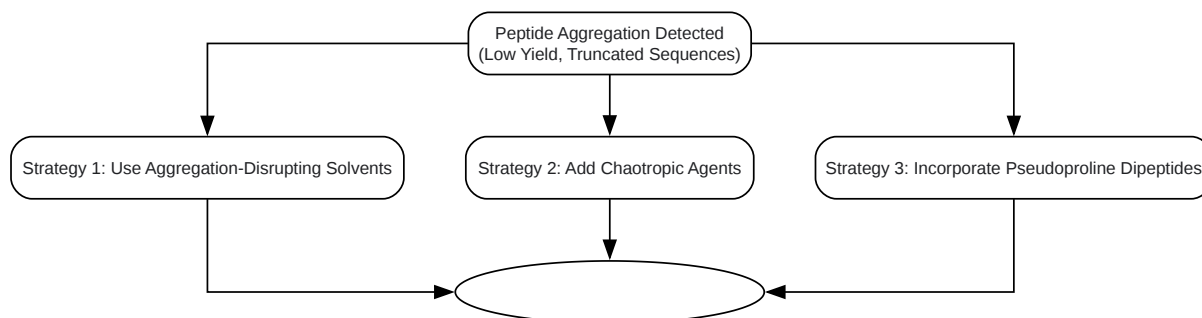 Peptide Aggregation Detected
(Low Yield, Truncated Sequences)
Strategy 1: Use Aggregation-Disrupting Solvents
Strategy 2: Add Chaotropic Agents
Strategy 3: Incorporate Pseudoproline Dipeptides